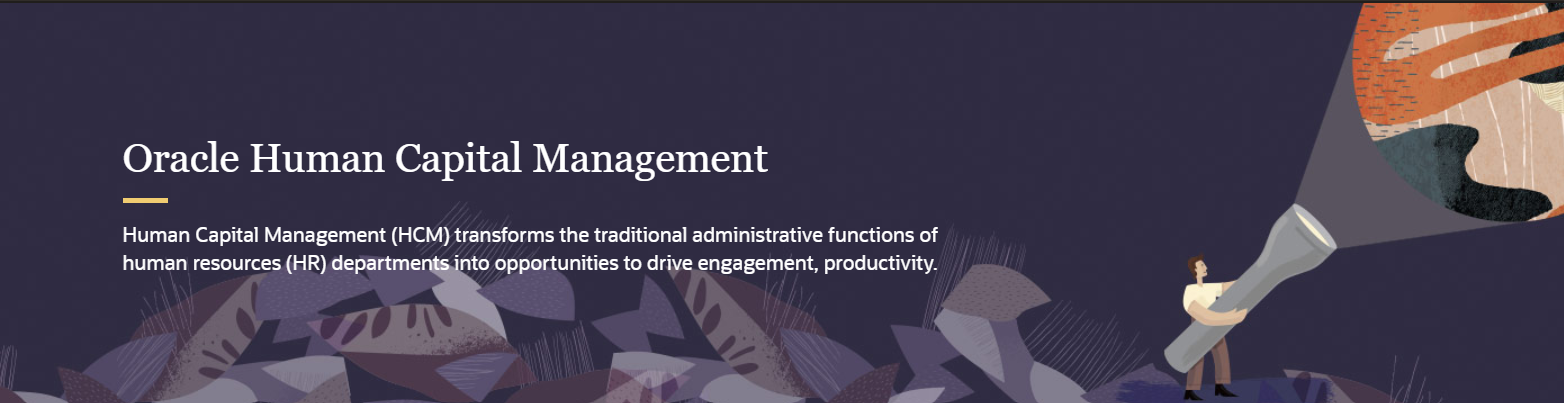 Oracle Human Capital Management
Human Capital Management (HCM) transforms the traditional administrative functions of
human resources (HR) departments into opportunities to drive engagement, productivity.